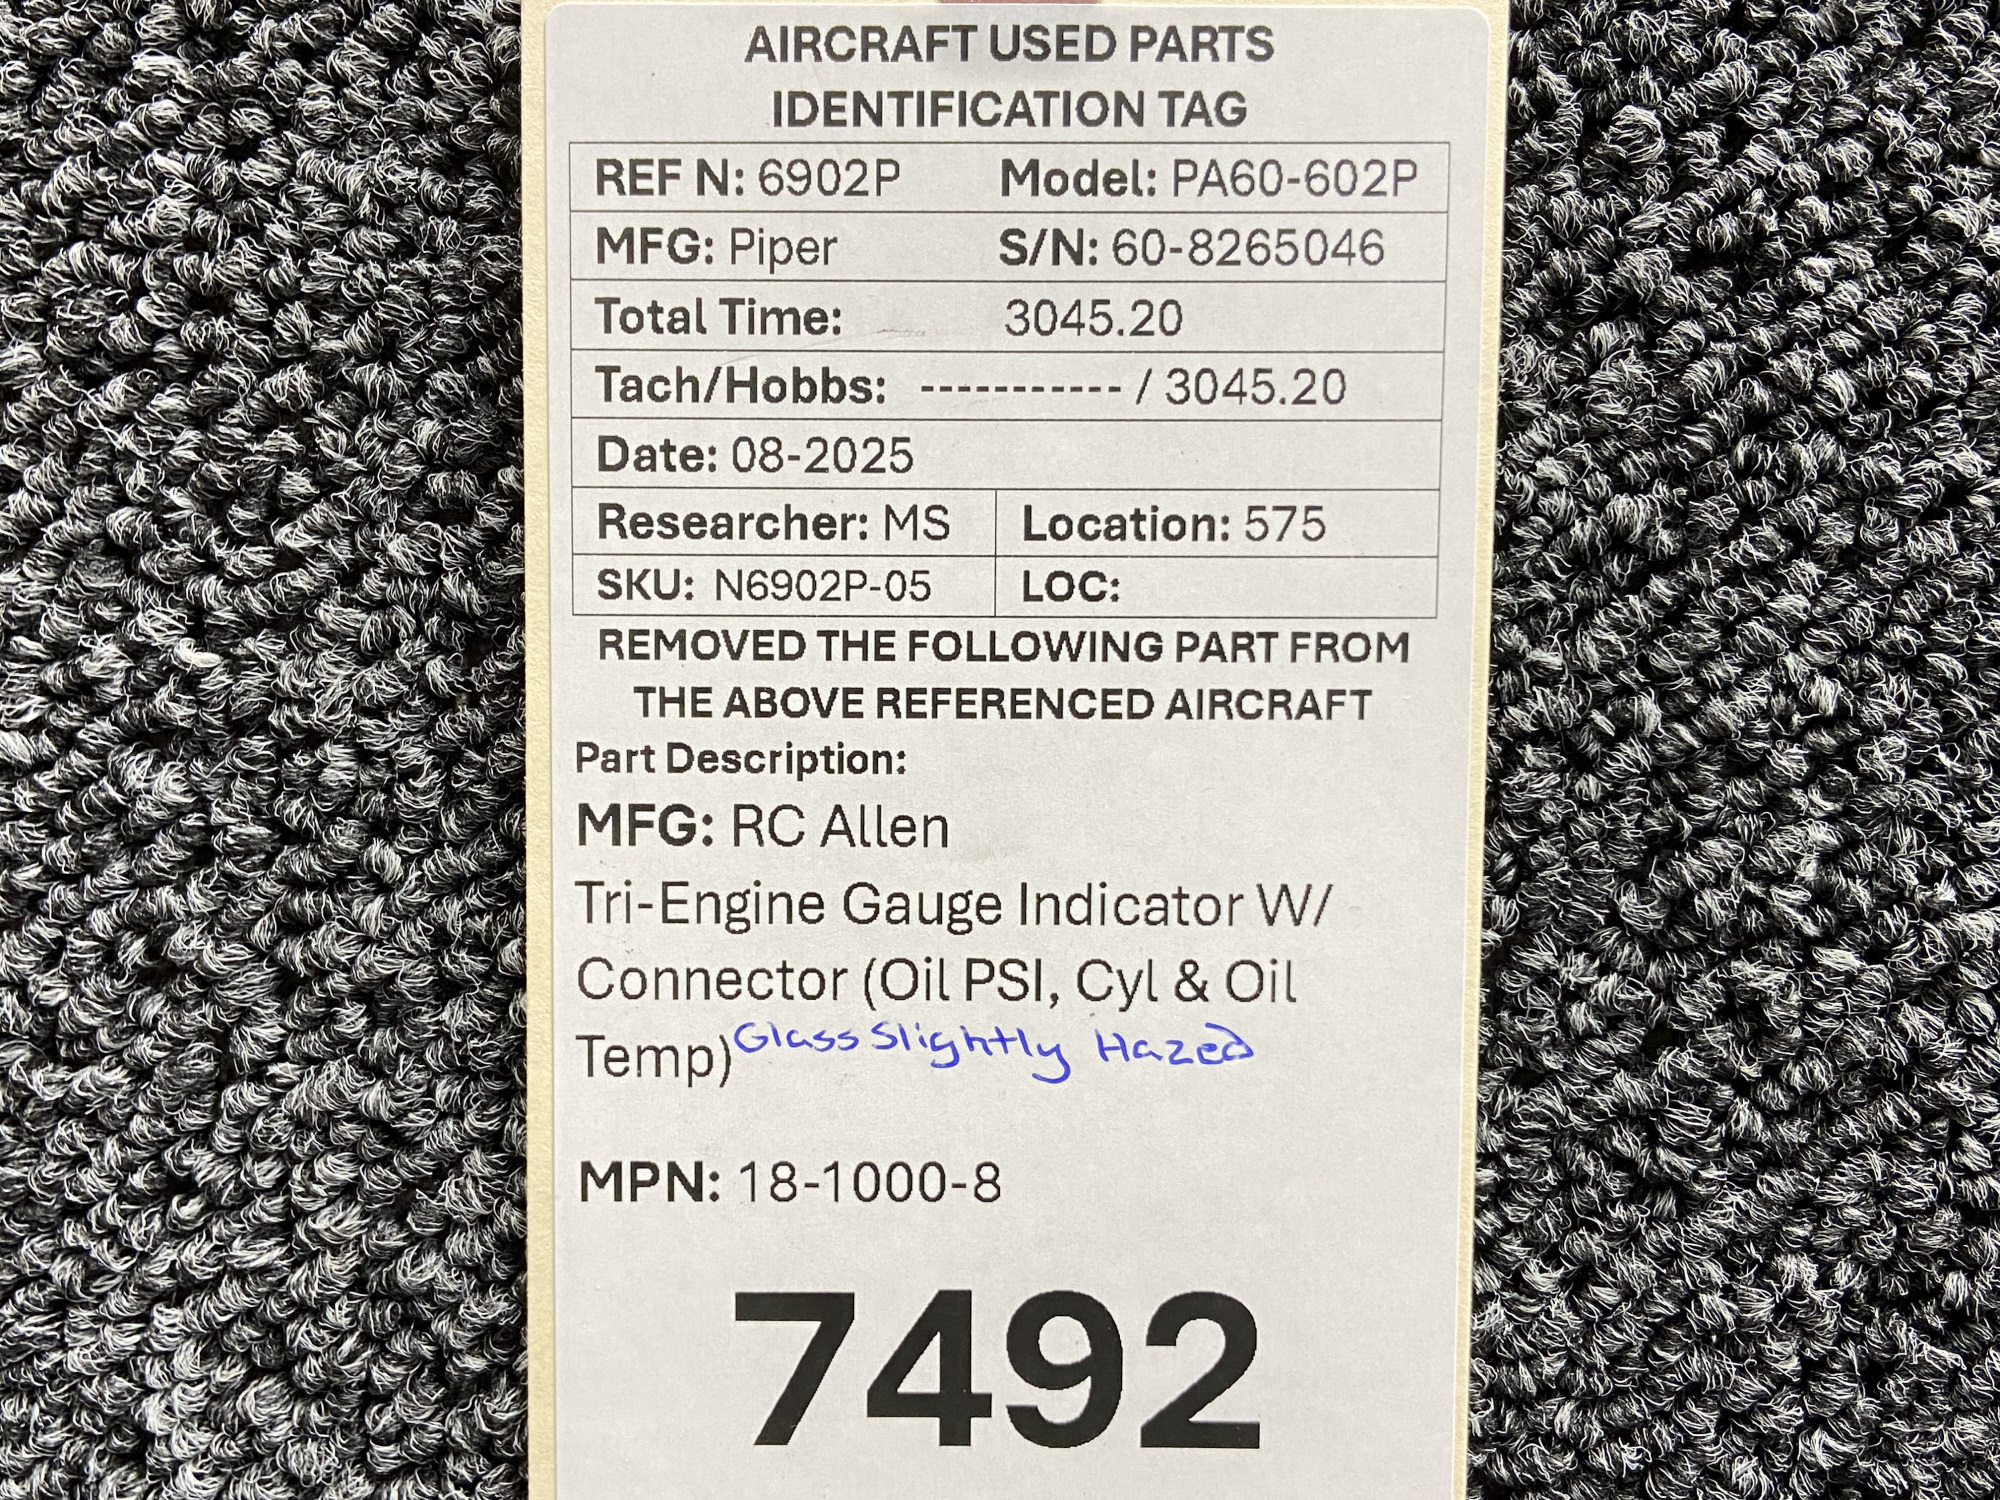 AIRCRAFT USED PARTS
IDENTIFICATION TAG
REF N: 6902P Model: PA60-602P
MFG: Piper S/N: 60-8265046
Total Time: 3045.20
Tach/Hobbs: ----------- / 3045.20
Date: 08-2025
Researcher: MS Location: 575
SKU: N6902P-05 LOC:
REMOVED THE FOLLOWING PART FROM
THE ABOVE REFERENCED AIRCRAFT
Part Description:
MFG: RC Allen
Tri-Engine Gauge Indicator W/
Connector (Oil PSI, Cyl & Oil
Temp) Glass Slightly Hazed
MPN: 18-1000-8
7492